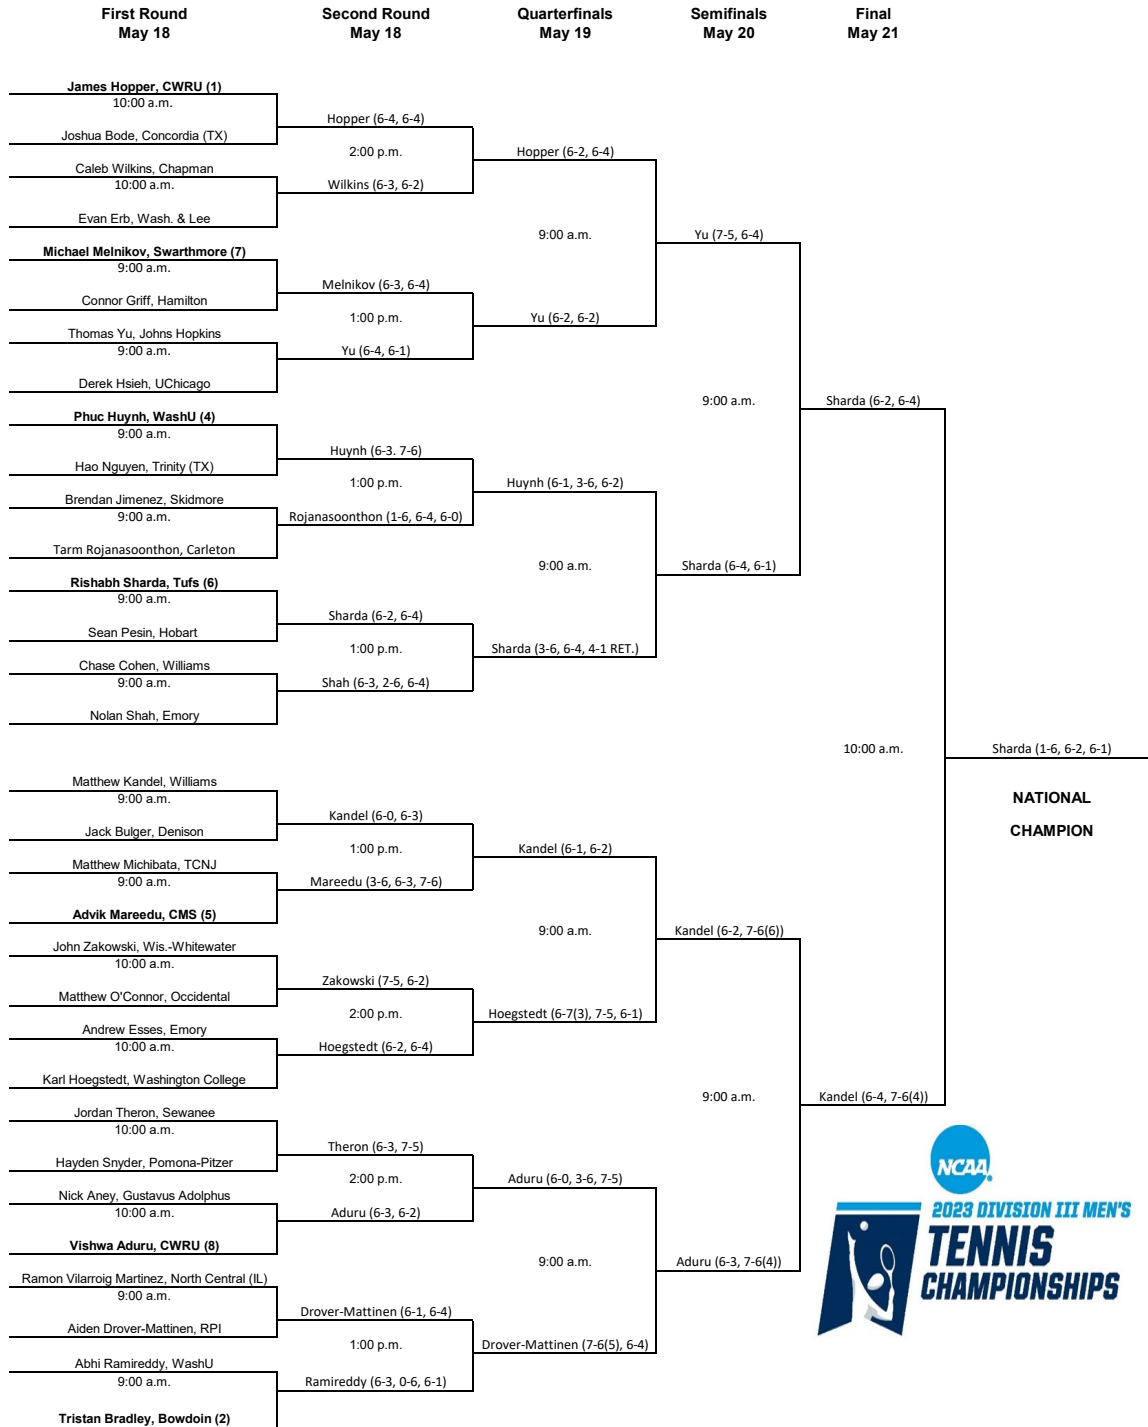 First Round
May 18
Second Round
May 18
Quarterfinals
May 19
Semifinals
May 20
Final
May 21
James Hopper, CWRU (1)
10:00 a.m.
Joshua Bode, Concordia (TX)
Caleb Wilkins, Chapman
10:00 a.m.
Evan Erb, Wash. & Lee
Michael Melnikov, Swarthmore (7)
9:00 a.m.
Connor Griff, Hamilton
Thomas Yu, Johns Hopkins
9:00 a.m.
Derek Hsieh, UChicago
Phuc Huynh, WashU (4)
9:00 a.m.
Hao Nguyen, Trinity (TX)
Brendan Jimenez, Skidmore
9:00 a.m.
Tarm Rojanasoonthon, Carleton
Rishabh Sharda, Tufs (6)
9:00 a.m.
Sean Pesin, Hobart
Chase Cohen, Williams
9:00 a.m.
Nolan Shah, Emory
Matthew Kandel, Williams
9:00 a.m.
Jack Bulger, Denison
Matthew Michibata, TCNJ
9:00 a.m.
Advik Mareedu, CMS (5)
John Zakowski, Wis.-Whitewater
10:00 a.m.
Matthew O'Connor, Occidental
Andrew Esses, Emory
10:00 a.m.
Karl Hoegstedt, Washington College
Jordan Theron, Sewanee
10:00 a.m.
Hayden Snyder, Pomona-Pitzer
Nick Aney, Gustavus Adolphus
10:00 a.m.
Vishwa Aduru, CWRU (8)
Ramon Vilarroig Martinez, North Central (IL)
9:00 a.m.
Aiden Drover-Mattinen, RPI
Abhi Ramireddy, WashU
9:00 a.m.
Tristan Bradley, Bowdoin (2)
Hopper (6-4, 6-4)
2:00 p.m.
Wilkins (6-3, 6-2)
Melnikov (6-3, 6-4)
1:00 p.m.
Yu (6-4, 6-1)
Huynh (6-3. 7-6)
1:00 p.m.
Rojanasoonthon (1-6, 6-4, 6-0)
Sharda (6-2, 6-4)
1:00 p.m.
Shah (6-3, 2-6, 6-4)
Kandel (6-0, 6-3)
1:00 p.m.
Mareedu (3-6, 6-3, 7-6)
Zakowski (7-5, 6-2)
2:00 p.m.
Hoegstedt (6-2, 6-4)
Theron (6-3, 7-5)
2:00 p.m.
Aduru (6-3, 6-2)
Drover-Mattinen (6-1, 6-4)
1:00 p.m.
Ramireddy (6-3, 0-6, 6-1)
Hopper (6-2, 6-4)
9:00 a.m.
Yu (6-2, 6-2)
Huynh (6-1, 3-6, 6-2)
9:00 a.m.
Sharda (3-6, 6-4, 4-1 RET.)
Kandel (6-1, 6-2)
9:00 a.m.
Hoegstedt (6-7(3), 7-5, 6-1)
Aduru (6-0, 3-6, 7-5)
9:00 a.m.
Drover-Mattinen (7-6(5), 6-4)
Yu (7-5, 6-4)
9:00 a.m.
Sharda (6-4, 6-1)
Kandel (6-2, 7-6(6))
9:00 a.m.
Aduru (6-3, 7-6(4))
Sharda (6-2, 6-4)
10:00 a.m.
Kandel (6-4, 7-6(4))
Sharda (1-6, 6-2, 6-1)
NATIONAL
CHAMPION
NCAA
2023 DIVISION III MEN'S
TENNIS
CHAMPIONSHIPS